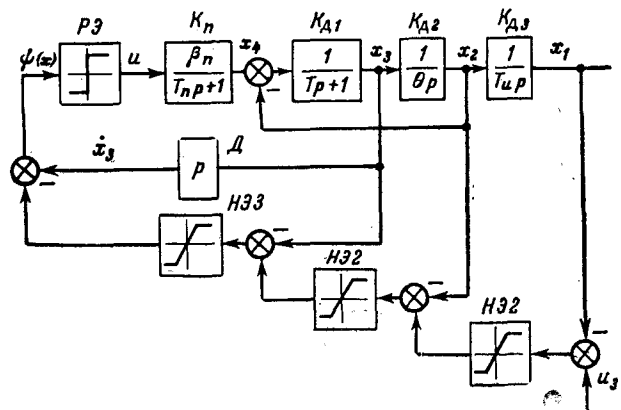 РЭ
Kп
KД1
KД2
KД3
ψ(x)
u
βп
Tпp+1
x4
1
Tp+1
x3
1
θp
x2
1
Tиp
x1
ẋ3
p
Д
НЭ3
НЭ2
НЭ2
u3